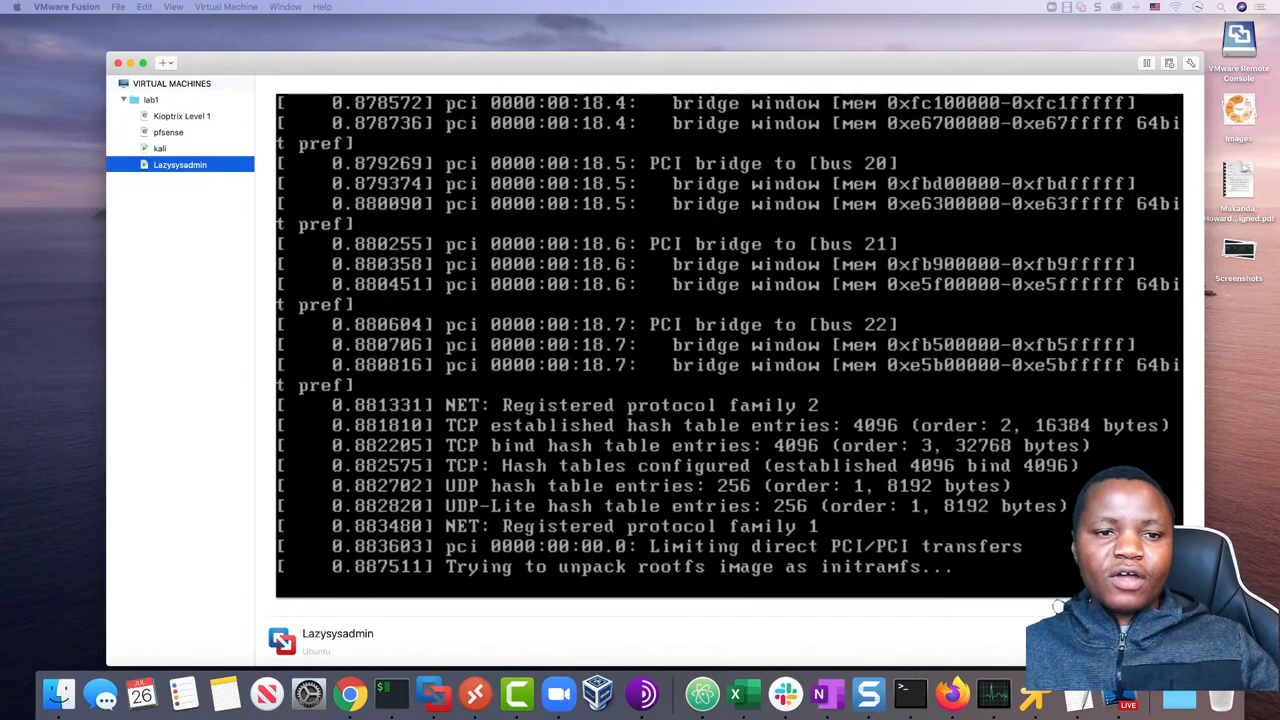 VMware Fusion File Edit View Virtual Machine Window Help
VMware Remote
Console
Images
Mukanda_
Howard...igned.pdf
Screenshots
VIRTUAL MACHINES
lab1
Kioptrix Level 1
pfsense
kali
Lazysysadmin
[    0.878572] pci 0000:00:18.4:   bridge window [mem 0xfc100000-0xfc1fffff]
[    0.878736] pci 0000:00:18.4:   bridge window [mem 0xe6700000-0xe67fffff 64bi
t pref]
[    0.879269] pci 0000:00:18.5: PCI bridge to [bus 20]
[    0.879374] pci 0000:00:18.5:   bridge window [mem 0xfbd00000-0xfbdfffff]
[    0.880090] pci 0000:00:18.5:   bridge window [mem 0xe6300000-0xe63fffff 64bi
t pref]
[    0.880255] pci 0000:00:18.6: PCI bridge to [bus 21]
[    0.880358] pci 0000:00:18.6:   bridge window [mem 0xfb900000-0xfb9fffff]
[    0.880451] pci 0000:00:18.6:   bridge window [mem 0xe5f00000-0xe5ffffff 64bi
t pref]
[    0.880604] pci 0000:00:18.7: PCI bridge to [bus 22]
[    0.880706] pci 0000:00:18.7:   bridge window [mem 0xfb500000-0xfb5fffff]
[    0.880816] pci 0000:00:18.7:   bridge window [mem 0xe5b00000-0xe5bfffff 64bi
t pref]
[    0.881331] NET: Registered protocol family 2
[    0.881810] TCP established hash table entries: 4096 (order: 2, 16384 bytes)
[    0.882205] TCP bind hash table entries: 4096 (order: 3, 32768 bytes)
[    0.882575] TCP: Hash tables configured (established 4096 bind 4096)
[    0.882702] UDP hash table entries: 256 (order: 1, 8192 bytes)
[    0.882820] UDP-Lite hash table entries: 256 (order: 1, 8192 bytes)
[    0.883480] NET: Registered protocol family 1
[    0.883603] pci 0000:00:00.0: Limiting direct PCI/PCI transfers
[    0.887511] Trying to unpack rootfs image as initramfs...
Lazysysadmin
Ubuntu
JUL
26
LIVE